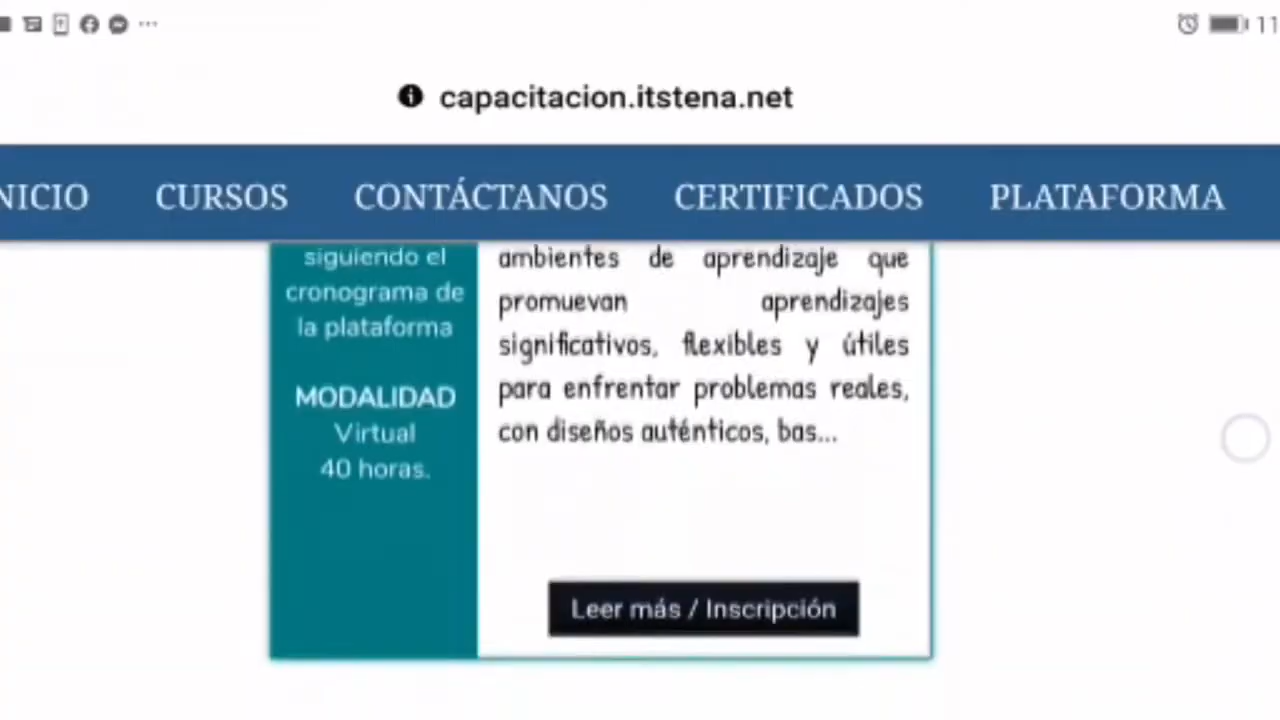 11
capacitacion.itstena.net
NICIO CURSOS CONTÁCTANOS CERTIFICADOS PLATAFORMA
siguiendo el
cronograma de
la plataforma
MODALIDAD
Virtual
40 horas.
ambientes de aprendizaje que
promuevan aprendizajes
significativos, flexibles y útiles
para enfrentar problemas reales,
con diseños auténticos, bas...
Leer más / Inscripción